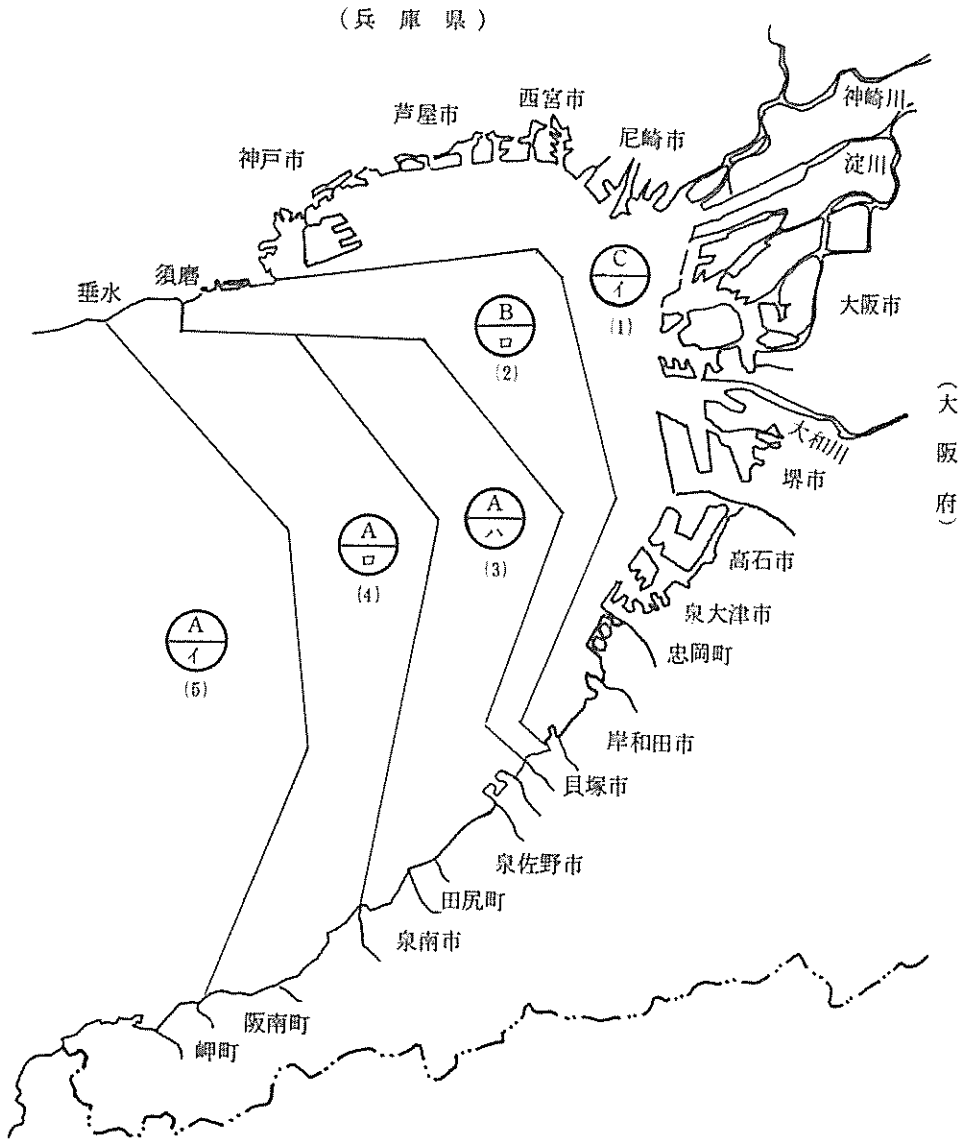 (兵庫県)
西宮市
芦屋市
尼崎市
神戸市
神崎川
淀川
須磨
垂水
大阪市
C
イ
(1)
B
ロ
(2)
(大阪府)
大和川
堺市
A
ハ
(3)
A
ロ
(4)
高石市
泉大津市
忠岡町
A
イ
(5)
岸和田市
貝塚市
泉佐野市
田尻町
泉南市
阪南町
岬町